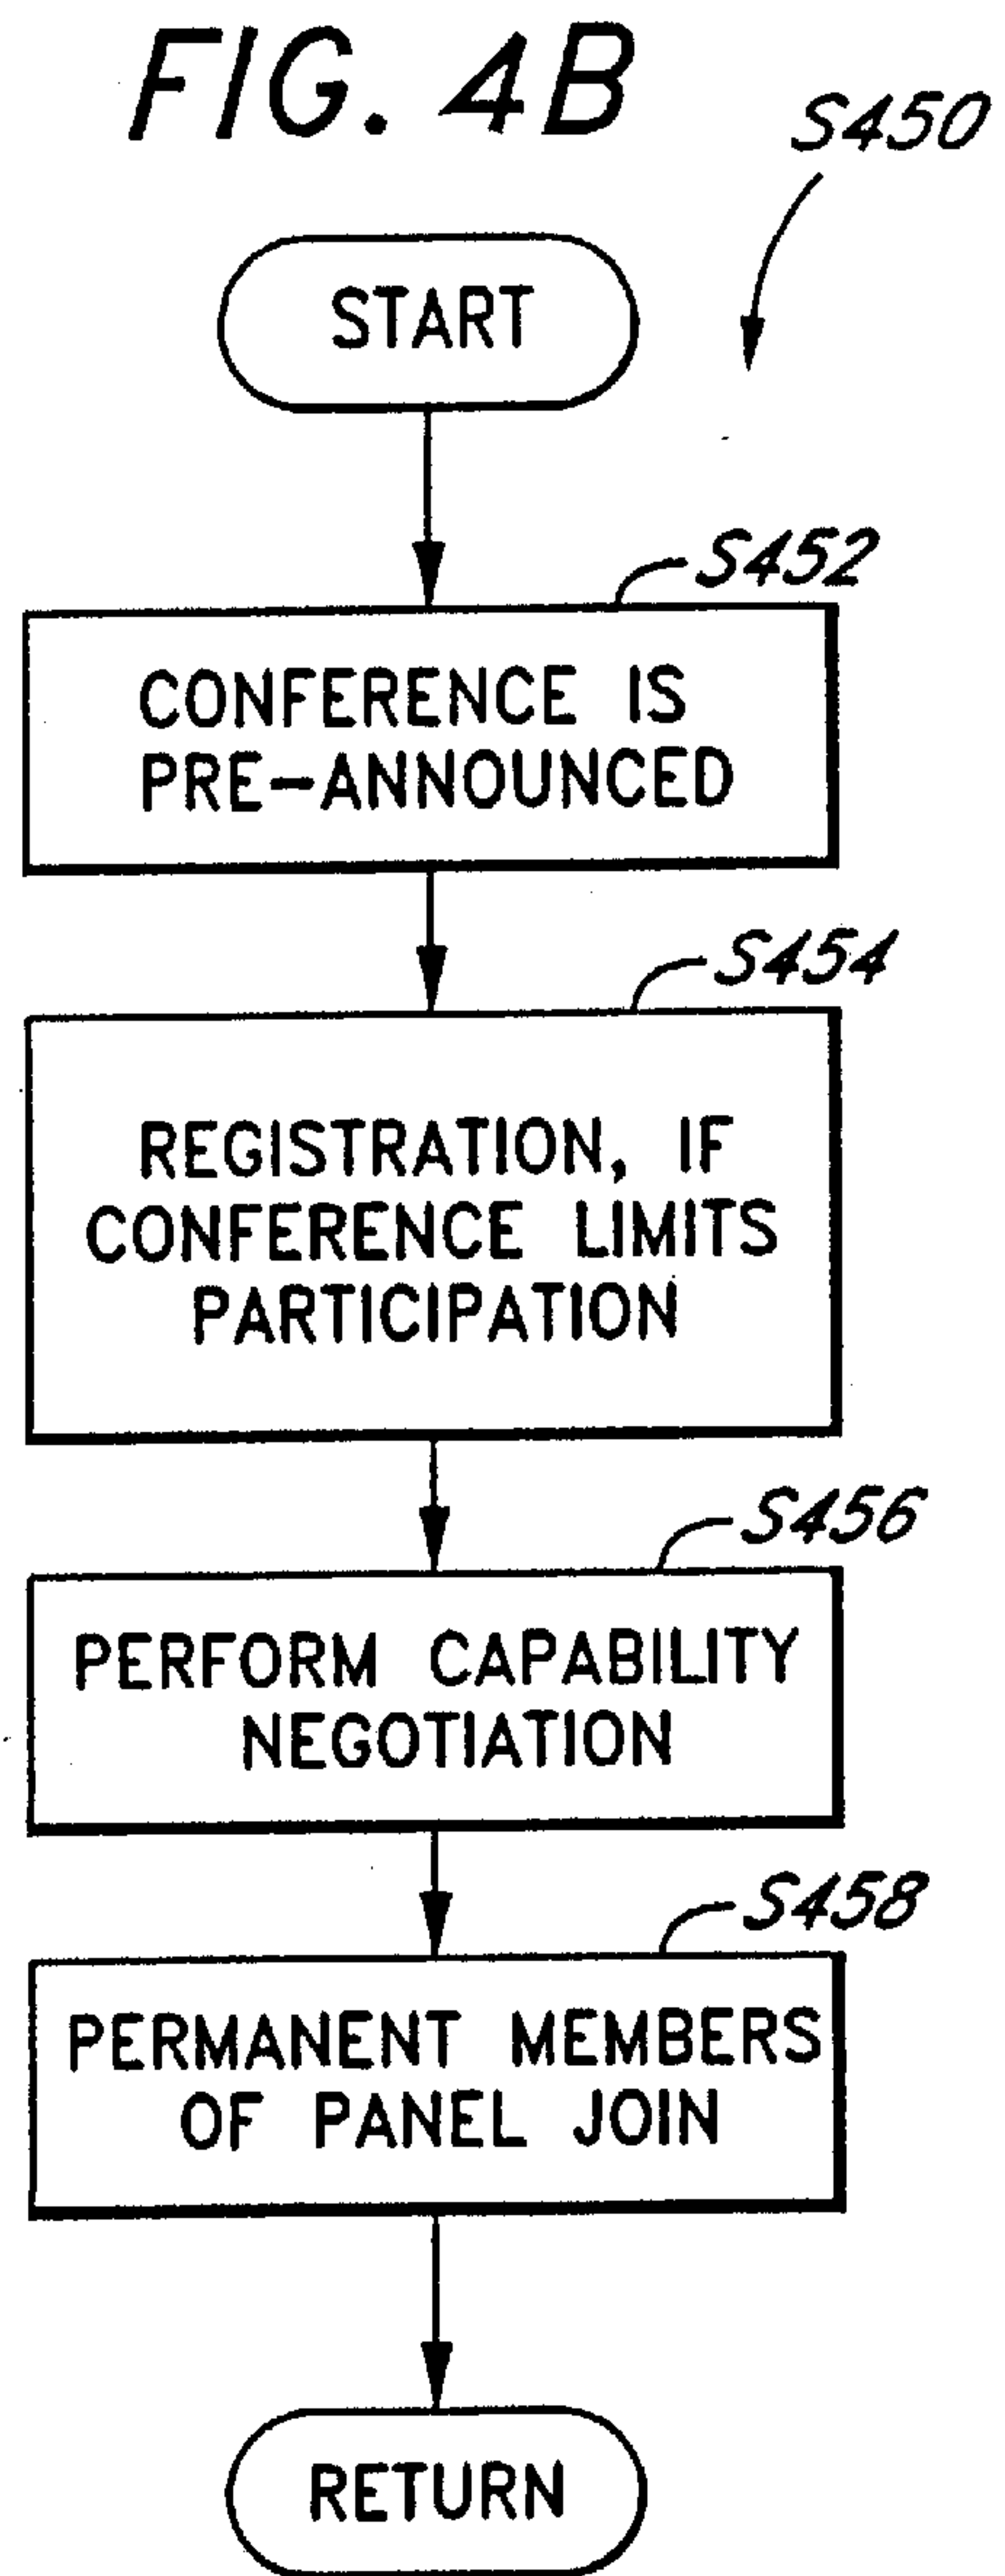 FIG. 4B
S450
START
S452
CONFERENCE IS
PRE-ANNOUNCED
S454
REGISTRATION, IF
CONFERENCE LIMITS
PARTICIPATION
S456
PERFORM CAPABILITY
NEGOTIATION
S458
PERMANENT MEMBERS
OF PANEL JOIN
RETURN